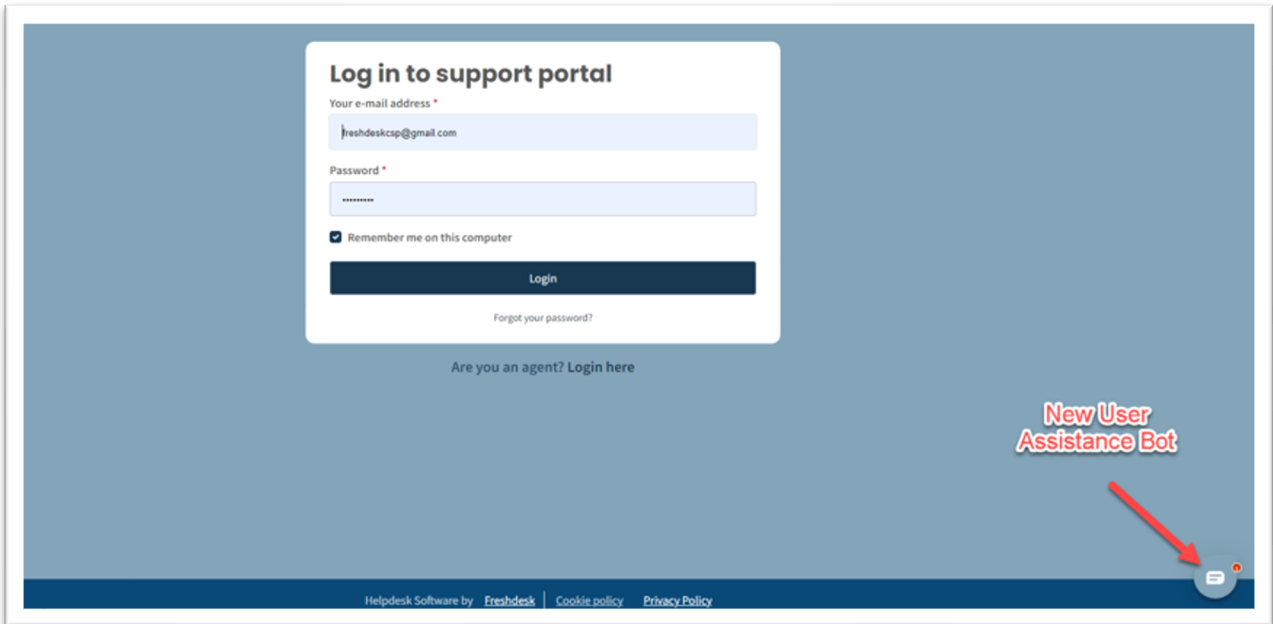 Log in to support portal
Your e-mail address *
freshdeskcsp@gmail.com
Password *
•••••••••
Remember me on this computer
Login
Forgot your password?
Are you an agent? Login here
New User
Assistance Bot
Helpdesk Software by Freshdesk | Cookie policy Privacy Policy